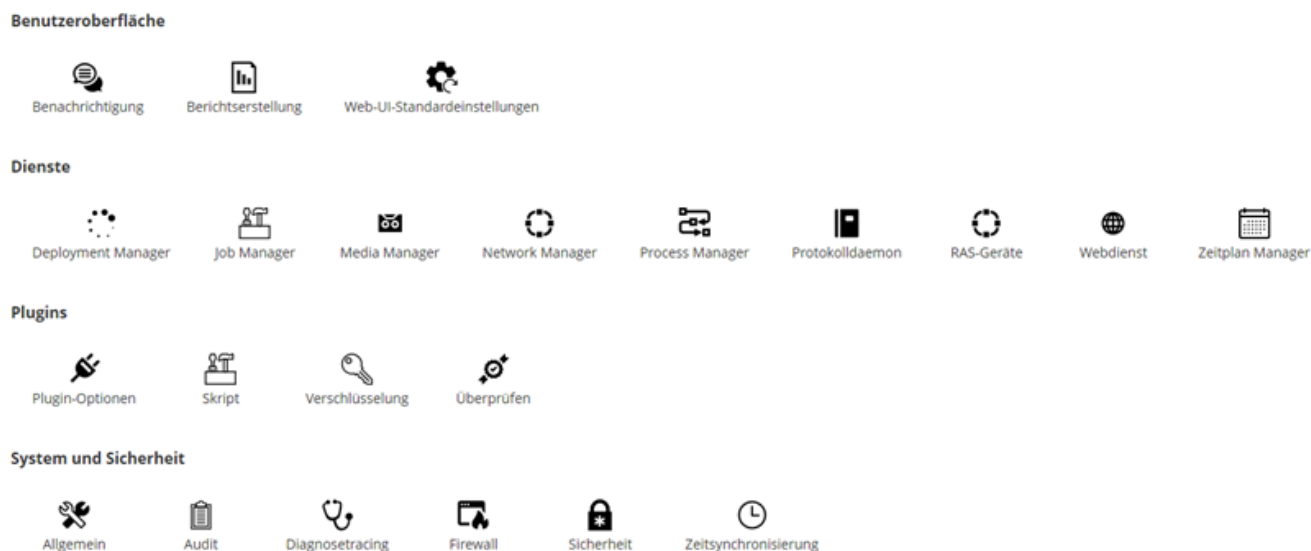 Benutzeroberfläche
Benachrichtigung Berichtserstellung Web-UI-Standardeinstellungen
Dienste
Deployment Manager Job Manager Media Manager Network Manager Process Manager Protokolldaemon RAS-Geräte Webdienst Zeitplan Manager
Plugins
Plugin-Optionen Skript Verschlüsselung Überprüfen
System und Sicherheit
Allgemein Audit Diagnosetracing Firewall Sicherheit Zeitsynchronisierung